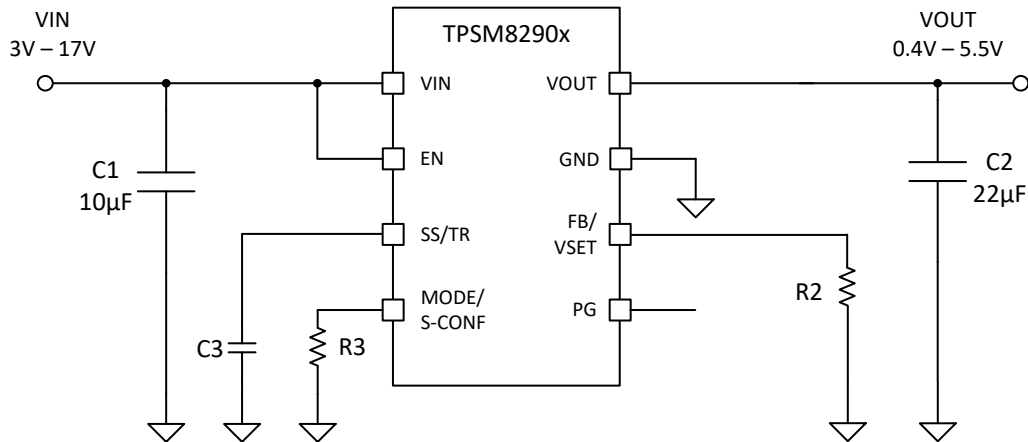 VIN
3V – 17V
TPSM8290x
VOUT
0.4V – 5.5V
VIN
VOUT
EN
GND
C1
10µF
C2
22µF
SS/TR
FB/
VSET
R2
MODE/
S-CONF
PG
C3
R3